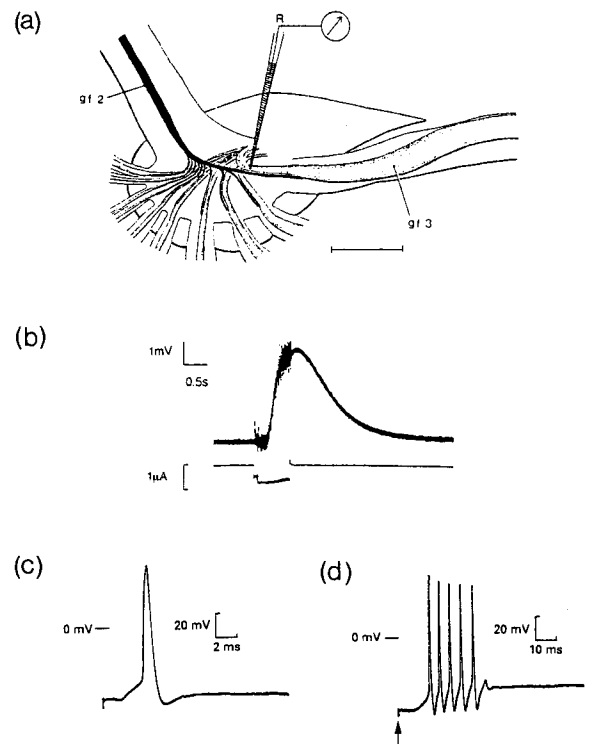 (a)
R
gf 2
gf 3
(b)
1mV
0.5s
1µA
(c)
0 mV
20 mV
2 ms
(d)
0 mV
20 mV
10 ms